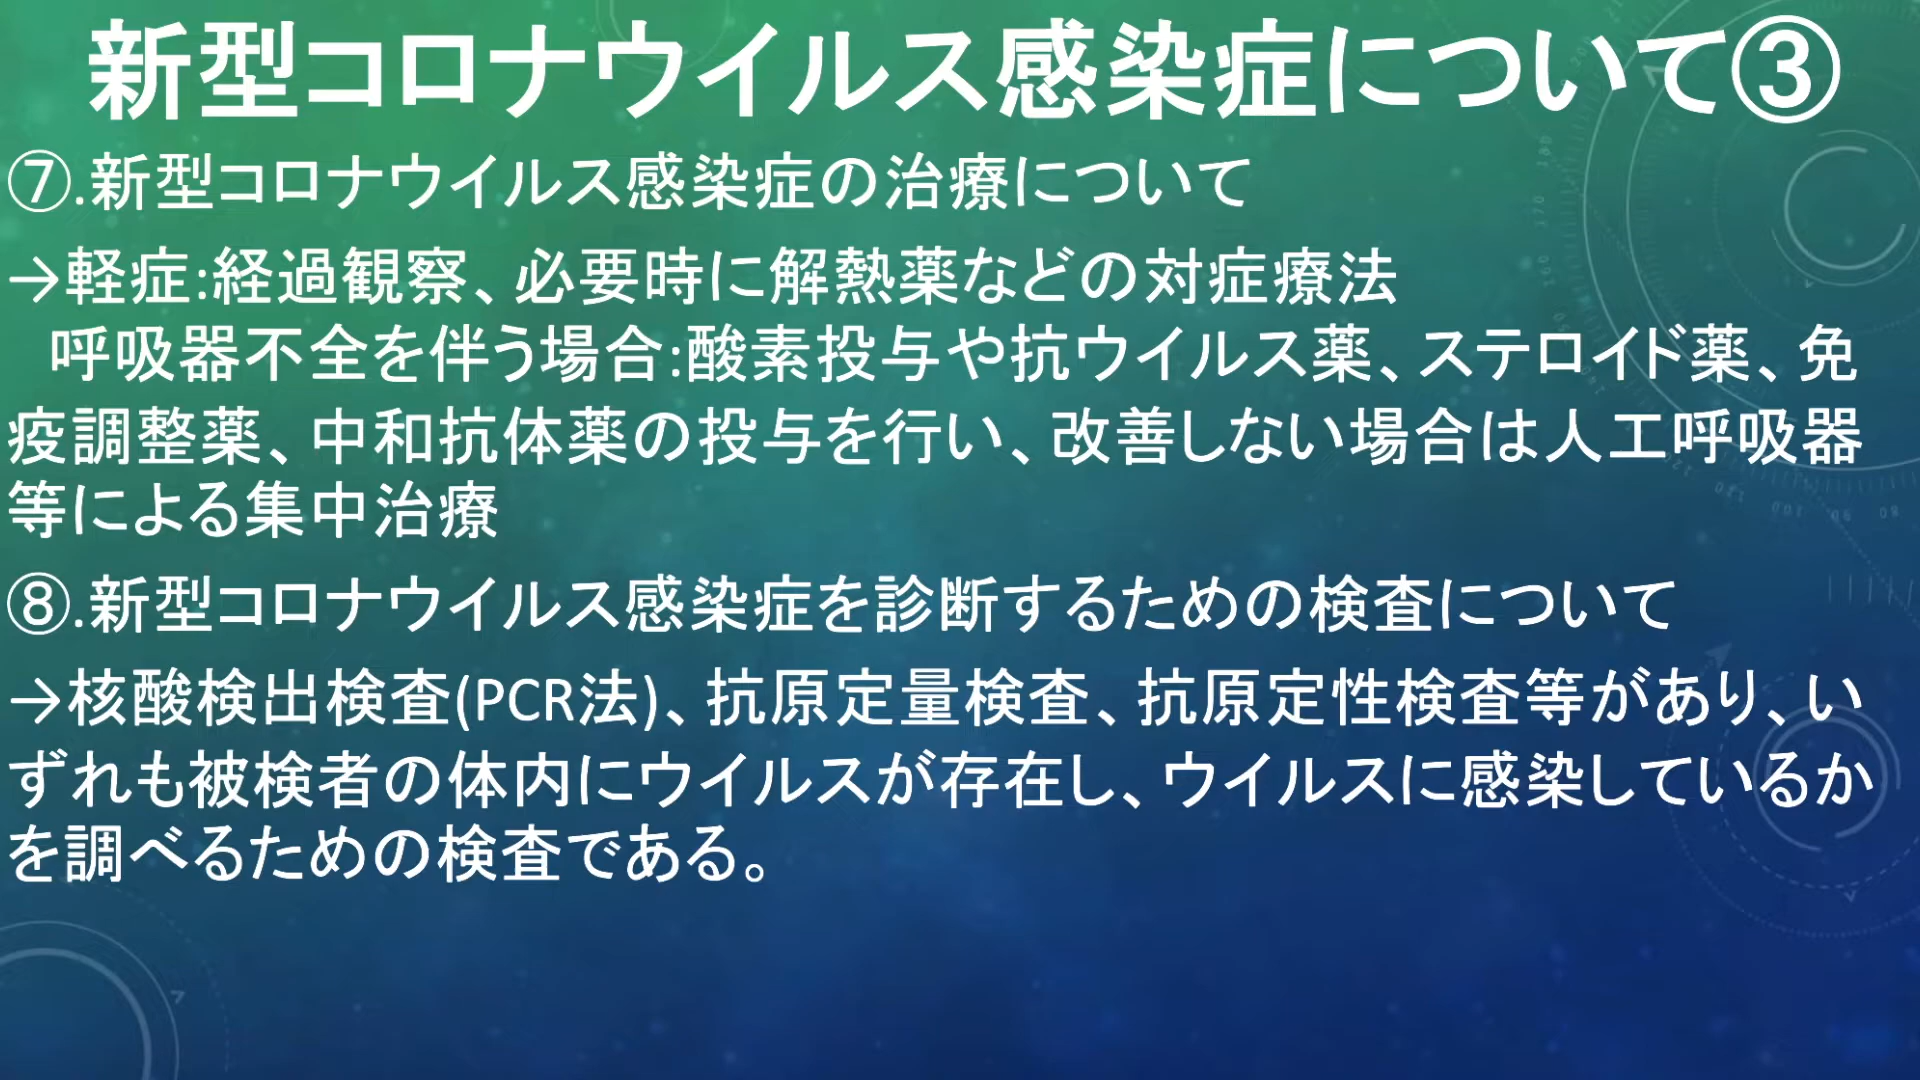 新型コロナウイルス感染症について③
⑦.新型コロナウイルス感染症の治療について
→軽症:経過観察、必要時に解熱薬などの対症療法
呼吸器不全を伴う場合:酸素投与や抗ウイルス薬、ステロイド薬、免
疫調整薬、中和抗体薬の投与を行い、改善しない場合は人工呼吸器
等による集中治療
⑧.新型コロナウイルス感染症を診断するための検査について
→核酸検出検査(PCR法)、抗原定量検査、抗原定性検査等があり、い
ずれも被検者の体内にウイルスが存在し、ウイルスに感染しているか
を調べるための検査である。